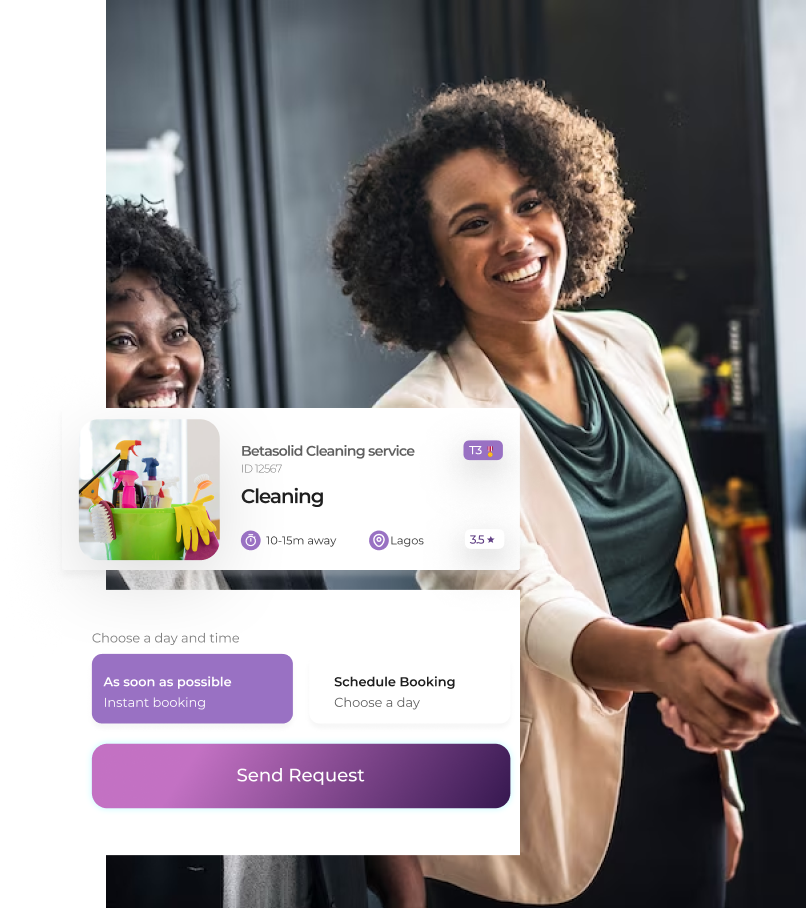 Betasolid Cleaning service
T3
ID 12567
Cleaning
10-15m away
Lagos
3.5 ★
Choose a day and time
As soon as possible
Instant booking
Schedule Booking
Choose a day
Send Request